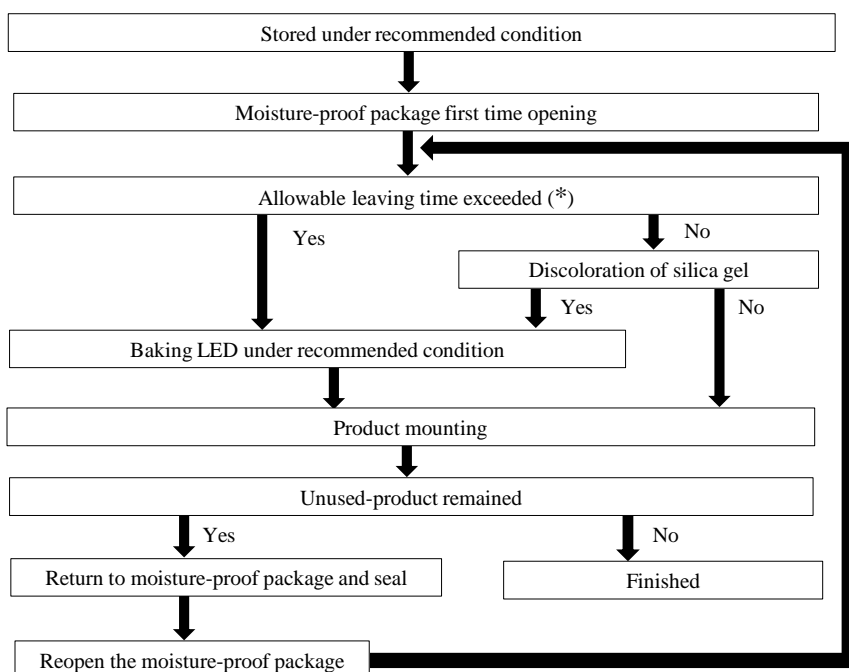 Stored under recommended condition
Moisture-proof package first time opening
Allowable leaving time exceeded (*)
Yes
No
Discoloration of silica gel
Yes
No
Baking LED under recommended condition
Product mounting
Unused-product remained
Yes
No
Return to moisture-proof package and seal
Finished
Reopen the moisture-proof package